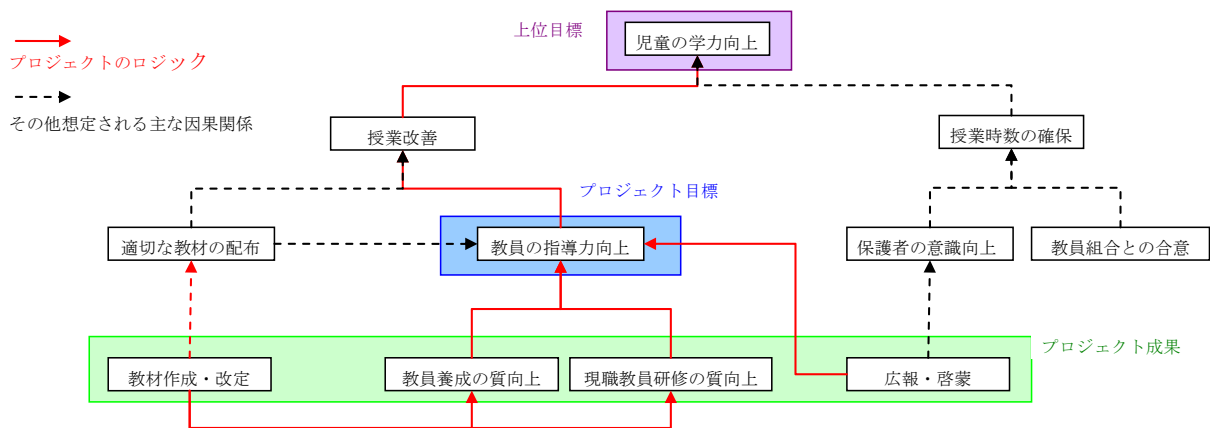 上位目標
児童の学力向上
プロジェクトのロジック
その他想定される主な因果関係
授業改善
授業時数の確保
プロジェクト目標
適切な教材の配布
教員の指導力向上
保護者の意識向上
教員組合との合意
プロジェクト成果
教材作成・改定
教員養成の質向上
現職教員研修の質向上
広報・啓蒙